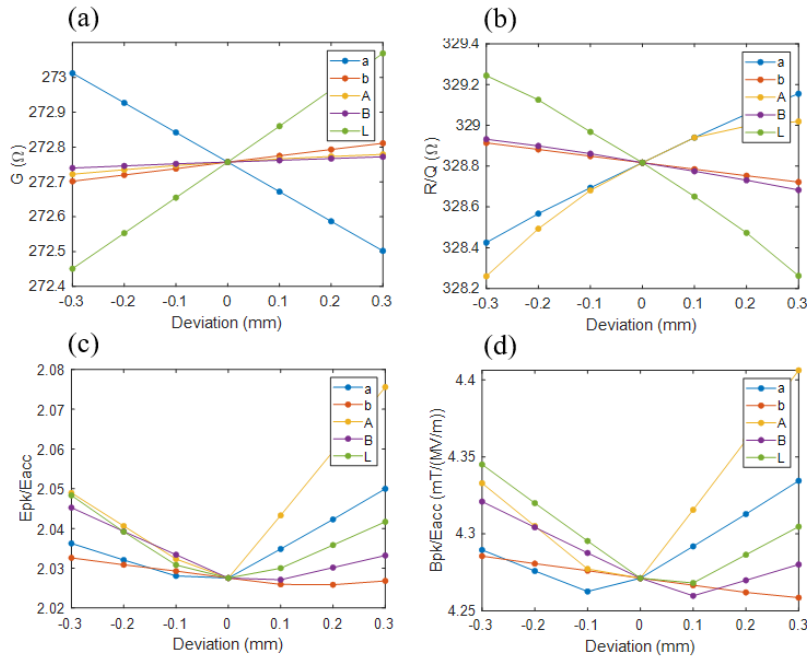 (a)
273
272.9
272.8
272.7
272.6
272.5
272.4
G (Ω)
-0.3 -0.2 -0.1 0 0.1 0.2 0.3
Deviation (mm)
a
b
A
B
L
(b)
329.4
329.2
329
328.8
328.6
328.4
328.2
R/Q (Ω)
-0.3 -0.2 -0.1 0 0.1 0.2 0.3
Deviation (mm)
a
b
A
B
L
(c)
2.08
2.07
2.06
2.05
2.04
2.03
2.02
Epk/Eacc
-0.3 -0.2 -0.1 0 0.1 0.2 0.3
Deviation (mm)
a
b
A
B
L
(d)
4.4
4.35
4.3
4.25
Bpk/Eacc (mT/(MV/m))
-0.3 -0.2 -0.1 0 0.1 0.2 0.3
Deviation (mm)
a
b
A
B
L